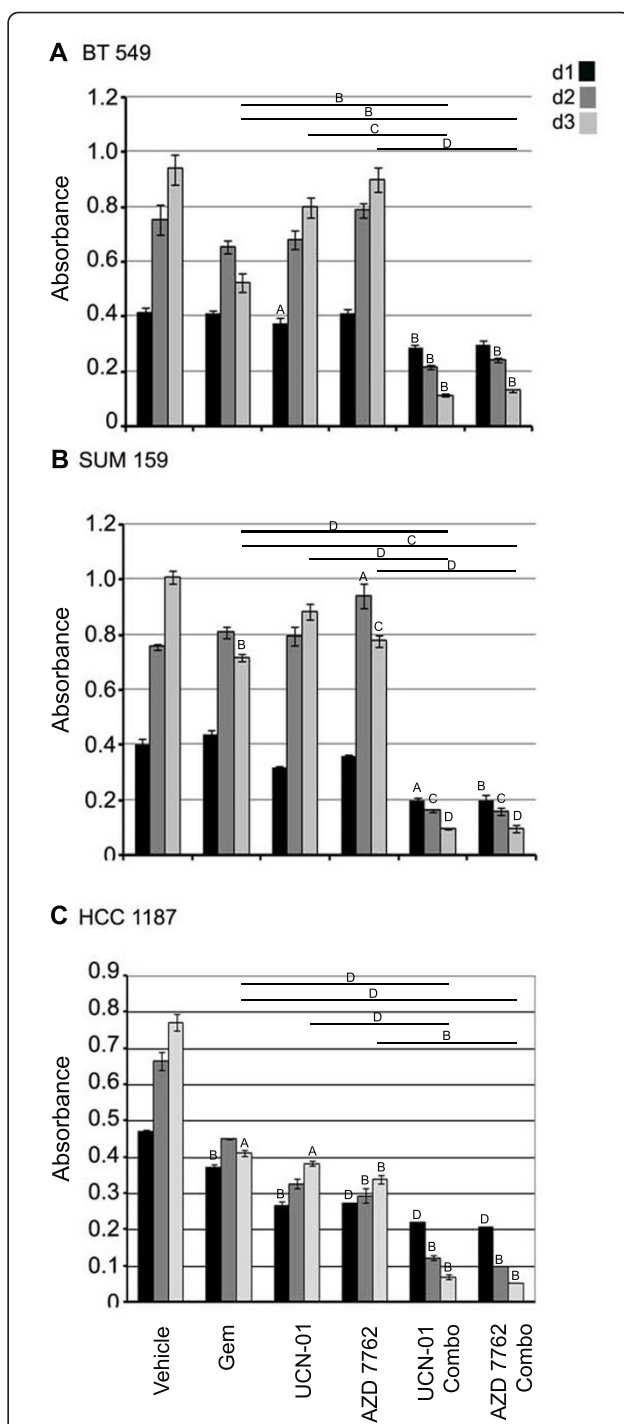 A BT 549
d1
d2
d3
1.2
1.0
0.8
0.6
0.4
0.2
0
Absorbance
B
B
C
D
A
B
B
B
B
B
B SUM 159
1.2
1.0
0.8
0.6
0.4
0.2
0
Absorbance
D
C
D
D
B
A
C
A
C
D
B
C
D
C HCC 1187
0.9
0.8
0.7
0.6
0.5
0.4
0.3
0.2
0.1
0
Absorbance
D
D
D
B
B
A
B
A
D
B
B
D
B
B
D
B
B
Vehicle
Gem
UCN-01
AZD 7762
UCN-01
Combo
AZD 7762
Combo